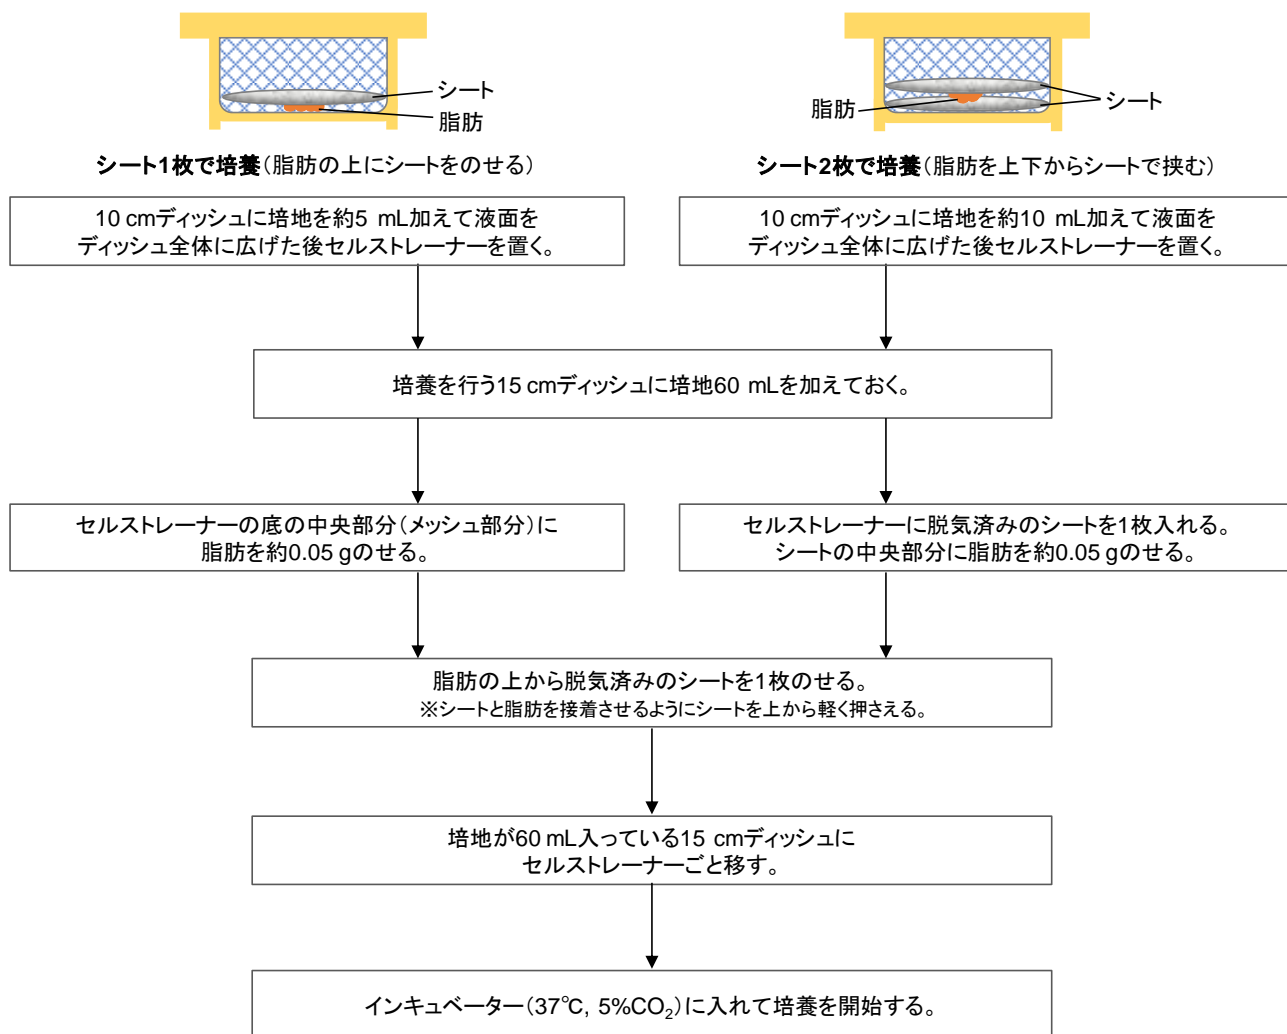 シート
脂肪
脂肪
シート
シート1枚で培養(脂肪の上にシートをのせる)
シート2枚で培養(脂肪を上下からシートで挟む)
10 cmディッシュに培地を約5 mL加えて液面を
ディッシュ全体に広げた後セルストレーナーを置く。
10 cmディッシュに培地を約10 mL加えて液面を
ディッシュ全体に広げた後セルストレーナーを置く。
培養を行う15 cmディッシュに培地60 mLを加えておく。
セルストレーナーの底の中央部分(メッシュ部分)に
脂肪を約0.05 gのせる。
セルストレーナーに脱気済みのシートを1枚入れる。
シートの中央部分に脂肪を約0.05 gのせる。
脂肪の上から脱気済みのシートを1枚のせる。
※シートと脂肪を接着させるようにシートを上から軽く押さえる。
培地が60 mL入っている15 cmディッシュに
セルストレーナーごと移す。
インキュベーター(37℃, 5%CO₂)に入れて培養を開始する。